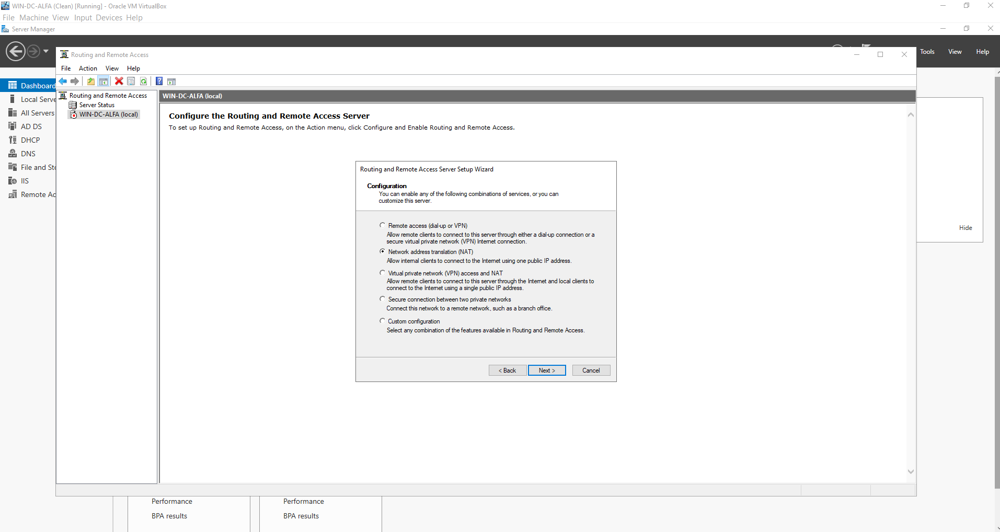 WIN-DC-ALFA (Clean) [Running] - Oracle VM VirtualBox
File Machine View Input Devices Help
Server Manager
Tools View Help
Routing and Remote Access
File Action View Help
Dashboard
Local Serve
All Servers
AD DS
DHCP
DNS
File and Sto
IIS
Remote Ac
Routing and Remote Access
Server Status
WIN-DC-ALFA (local)
WIN-DC-ALFA (local)
Configure the Routing and Remote Access Server
To set up Routing and Remote Access, on the Action menu, click Configure and Enable Routing and Remote Access.
Routing and Remote Access Server Setup Wizard
Configuration
You can enable any of the following combinations of services, or you can
customize this server.
Remote access (dial-up or VPN)
Allow remote clients to connect to this server through either a dial-up connection or a
secure virtual private network (VPN) Internet connection.
Network address translation (NAT)
Allow internal clients to connect to the Internet using one public IP address.
Virtual private network (VPN) access and NAT
Allow remote clients to connect to this server through the Internet and local clients to
connect to the Internet using a single public IP address.
Secure connection between two private networks
Connect this network to a remote network, such as a branch office.
Custom configuration
Select any combination of the features available in Routing and Remote Access.
< Back Next > Cancel
Hide
Performance Performance
BPA results BPA results